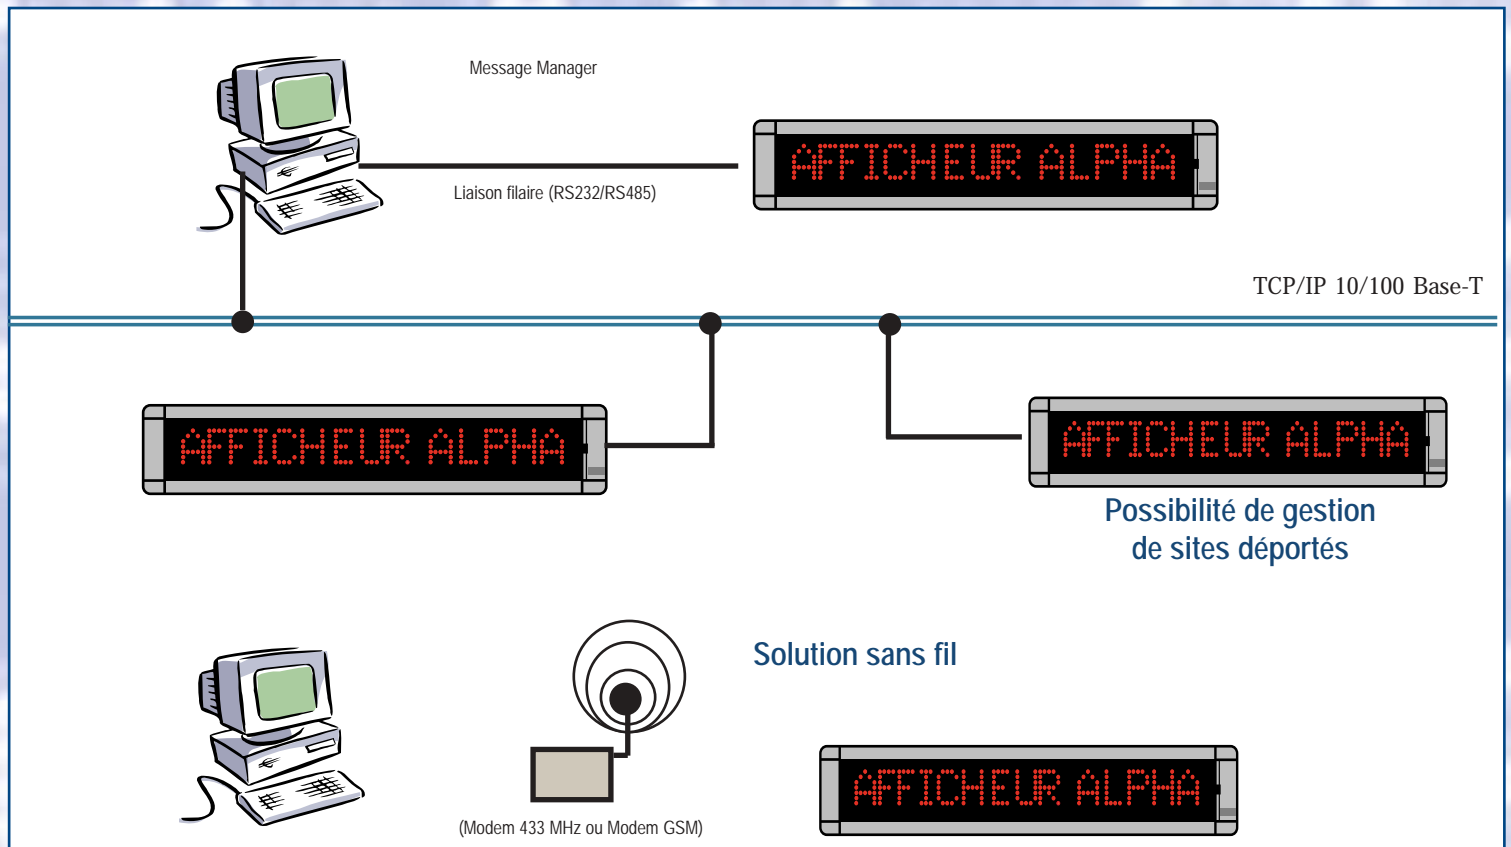 Message Manager
AFFICHEUR ALPHA
Liaison filaire (RS232/RS485)
TCP/IP 10/100 Base-T
AFFICHEUR ALPHA
AFFICHEUR ALPHA
Possibilité de gestion
de sites déportés
Solution sans fil
AFFICHEUR ALPHA
(Modem 433 MHz ou Modem GSM)